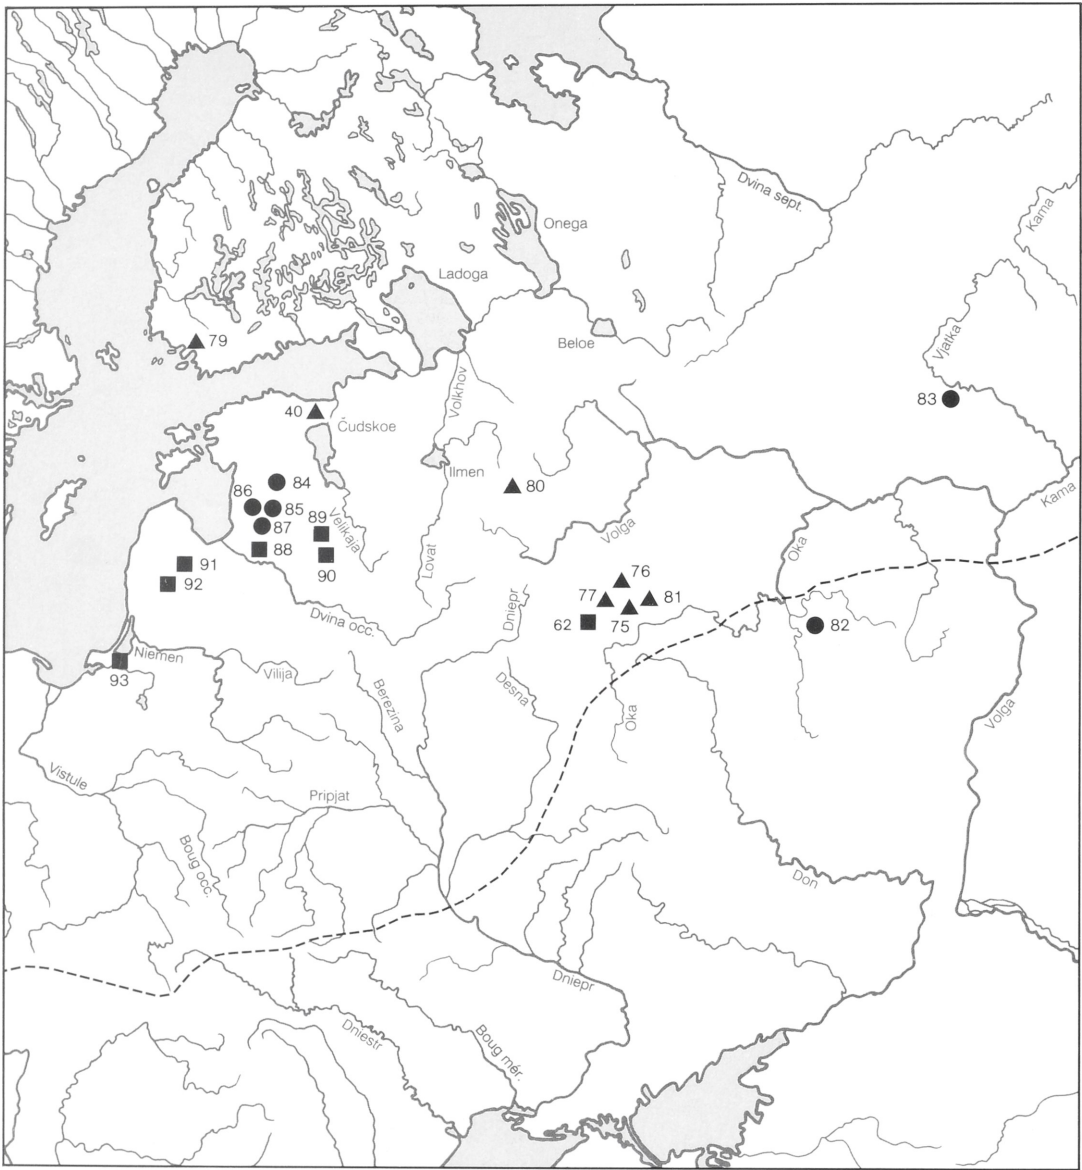 Dvina sept.
Kama
Onega
Ladoga
Vjatka
Beloe
79
83
Volkhov
40
Čudskoe
Ilmen
80
84
86
85
87
89
Velikaja
88
90
Lovat
Volga
Oka
Kama
91
92
76
77
81
62
75
Dniepr
82
Dvina occ.
Niemen
93
Vilija
Berezina
Desna
Oka
Volga
Vistule
Pripjat
Boug occ.
Don
Dniepr
Dniestr
Boug mér.